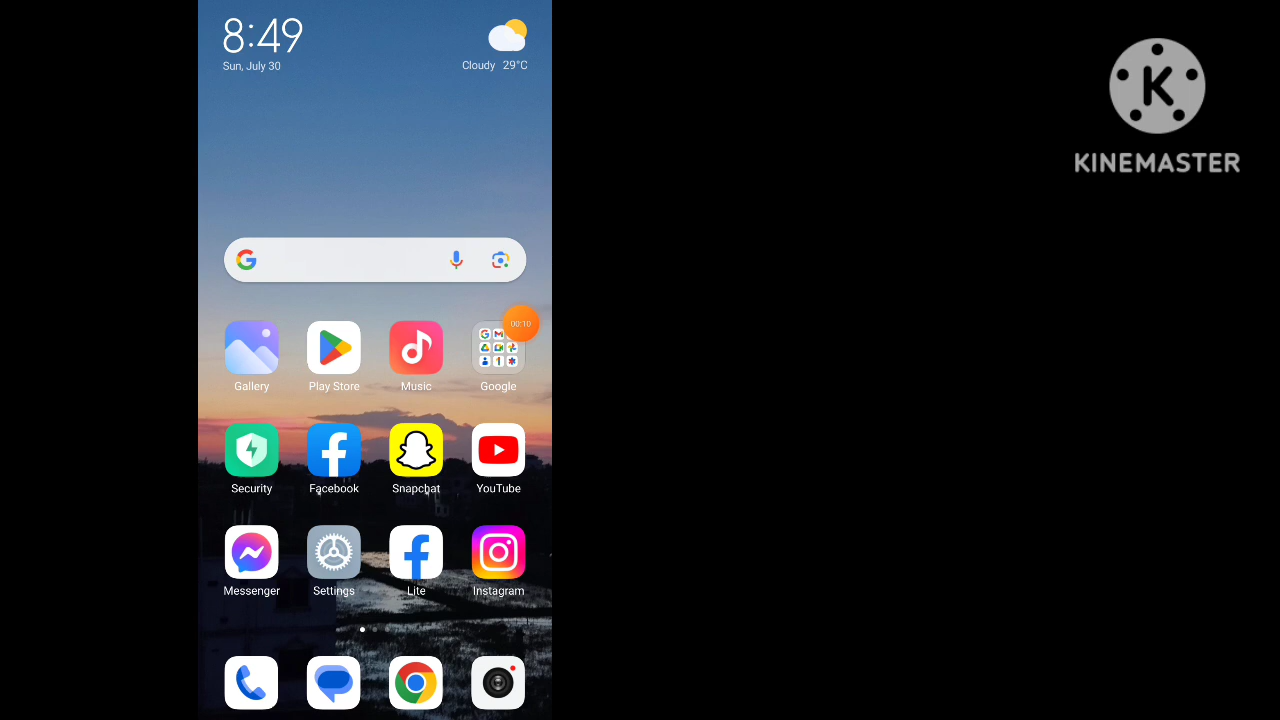 8:49
Sun, July 30
Cloudy 29°C
K
KINEMASTER
00:10
Gallery
Play Store
Music
Google
Security
Facebook
Snapchat
YouTube
Messenger
Settings
Lite
Instagram